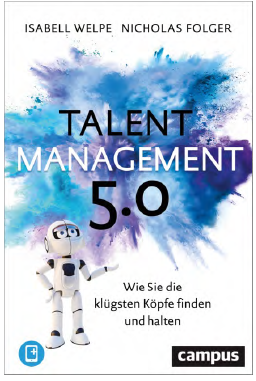 ISABELL WELPE NICHOLAS FOLGER
TALENT
MANAGEMENT
5.0
Wie Sie die
klügsten Köpfe finden
und halten
campus